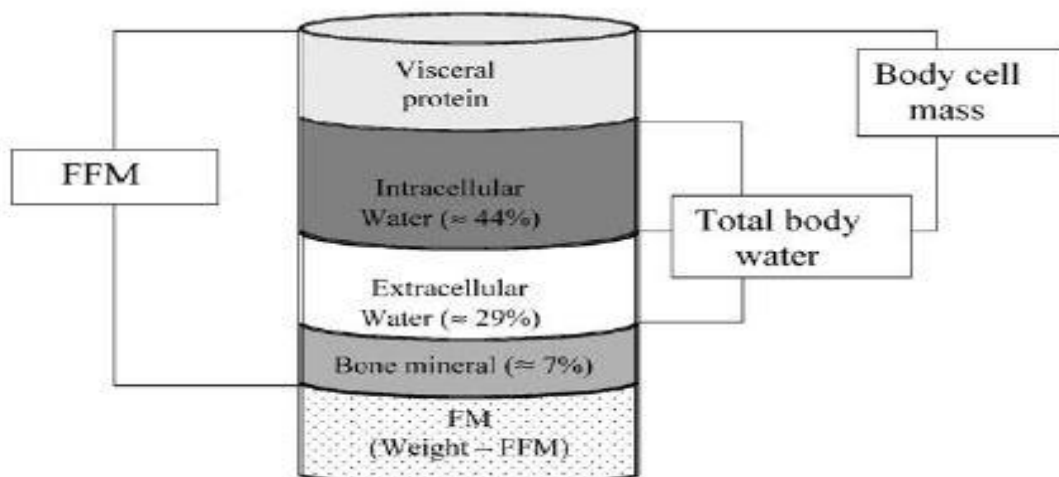 Visceral
protein
Body cell
mass
FFM
Intracellular
Water (≈ 44%)
Total body
water
Extracellular
Water (≈ 29%)
Bone mineral (≈ 7%)
FM
(Weight – FFM)